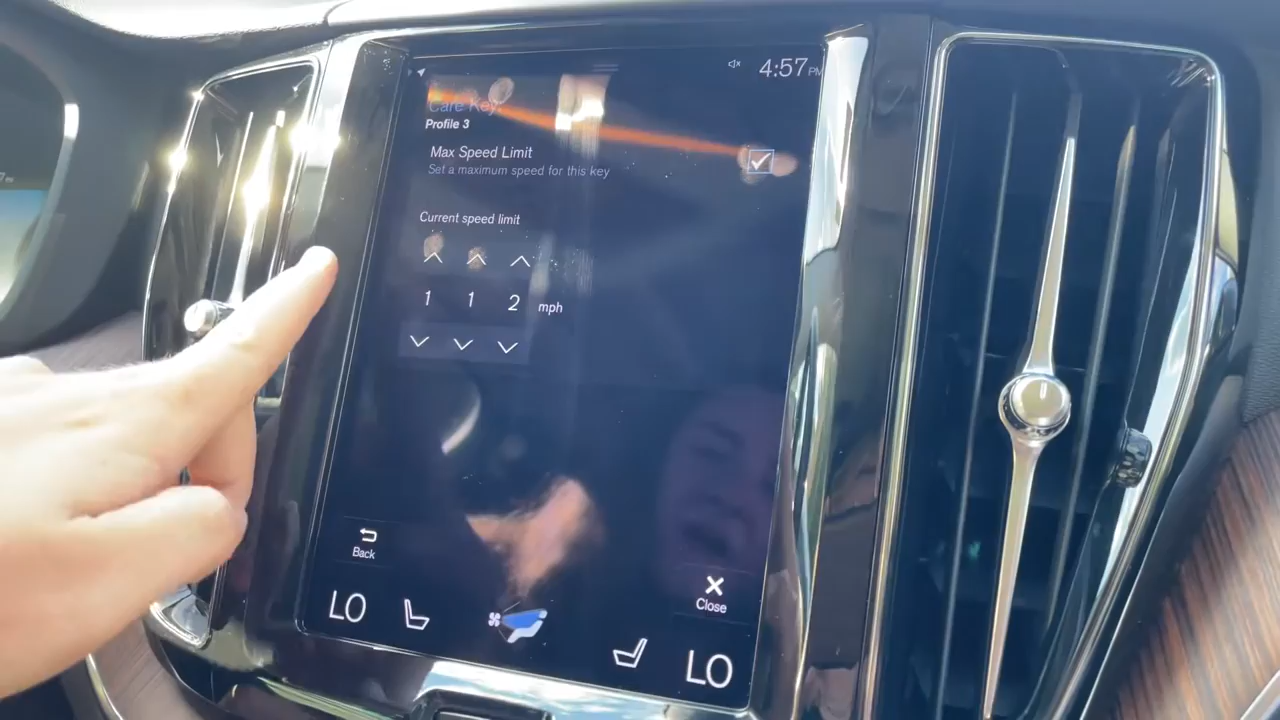 4:57 PM
Care Key
Profile 3
Max Speed Limit
Set a maximum speed for this key
Current speed limit
1 1 2 mph
Back
Close
LO
LO